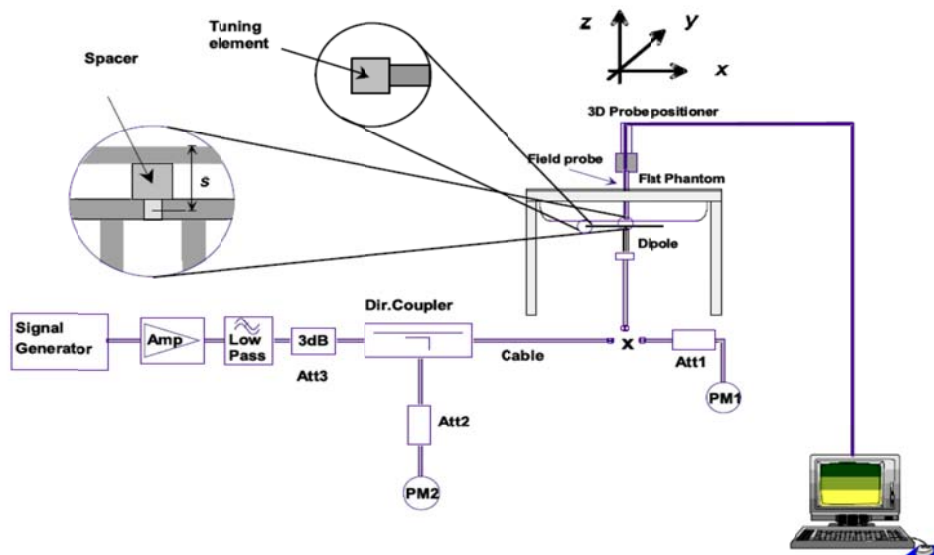 Tuning
element
Spacer
s
z
y
x
3D Probepositioner
Field probe
Flat Phantom
Dipole
Signal
Generator
Amp
Low
Pass
3dB
Att3
Dir.Coupler
Cable
x
Att1
PM1
Att2
PM2